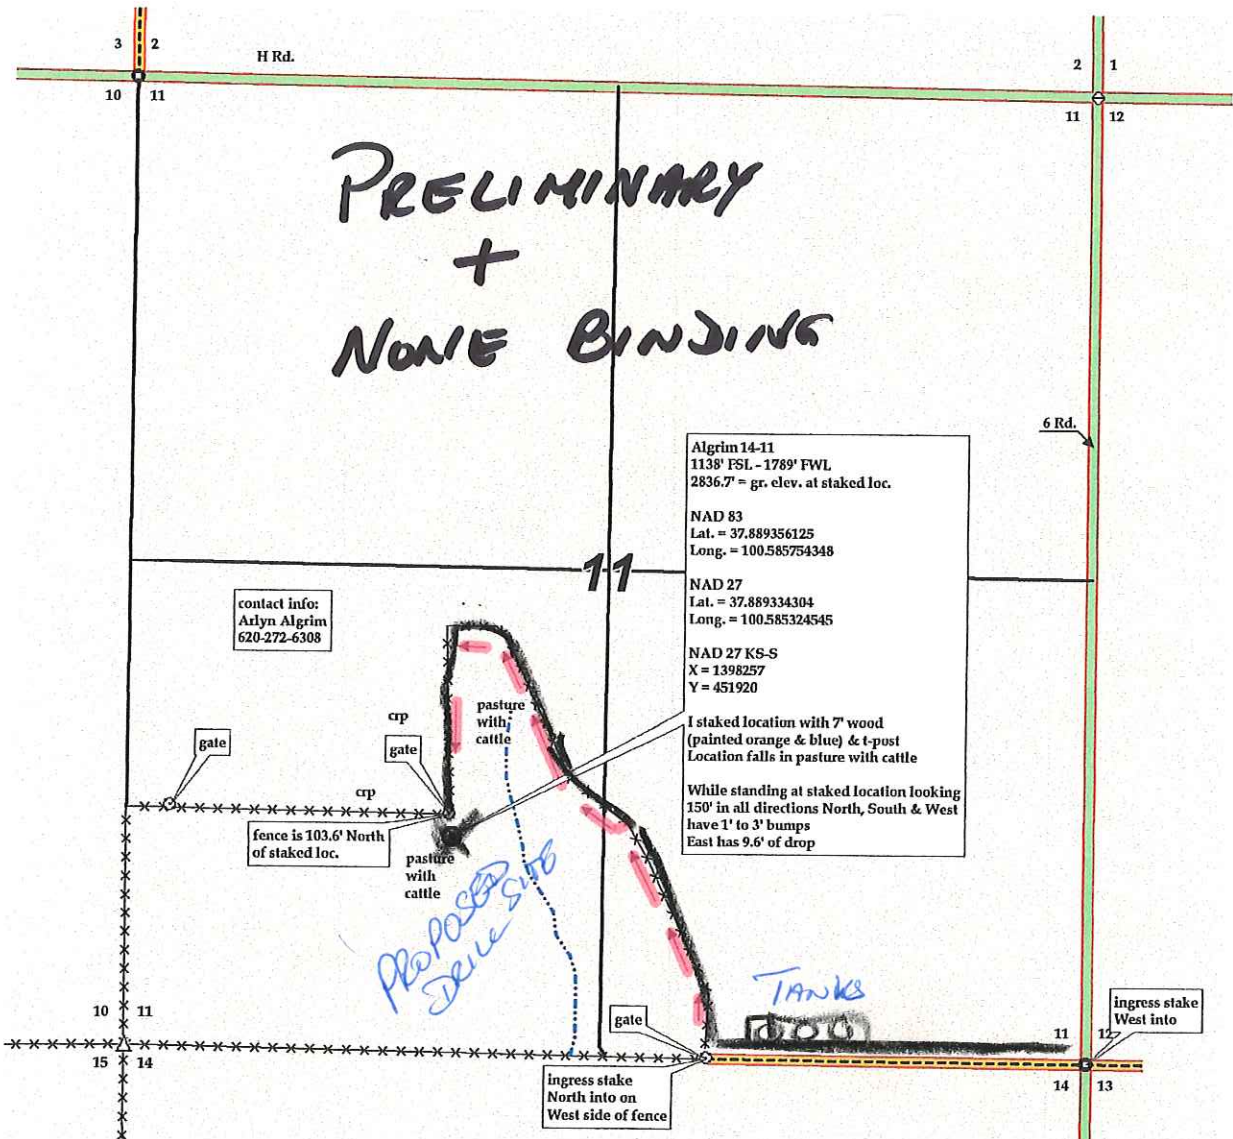 3 2
H Rd.
2 1
10 11
11 12
PRELIMINARY
+
NONE BINDING
6 Rd.
Algrim 14-11
1138' FSL - 1789' FWL
2836.7' = gr. elev. at staked loc.
NAD 83
Lat. = 37.889356125
Long. = 100.585754348
NAD 27
Lat. = 37.889334304
Long. = 100.585324545
NAD 27 KS-S
X = 1398257
Y = 451920
I staked location with 7' wood
(painted orange & blue) & t-post
Location falls in pasture with cattle
While standing at staked location looking
150' in all directions North, South & West
have 1' to 3' bumps
East has 9.6' of drop
11
contact info:
Arlyn Algrim
620-272-6308
pasture
with
cattle
crp
gate
gate
crp
fence is 103.6' North
of staked loc.
pasture
with
cattle
PROPOSED
DRILL SITE
TANKS
gate
ingress stake
West into
10 11
11 12
15 14
14 13
ingress stake
North into on
West side of fence